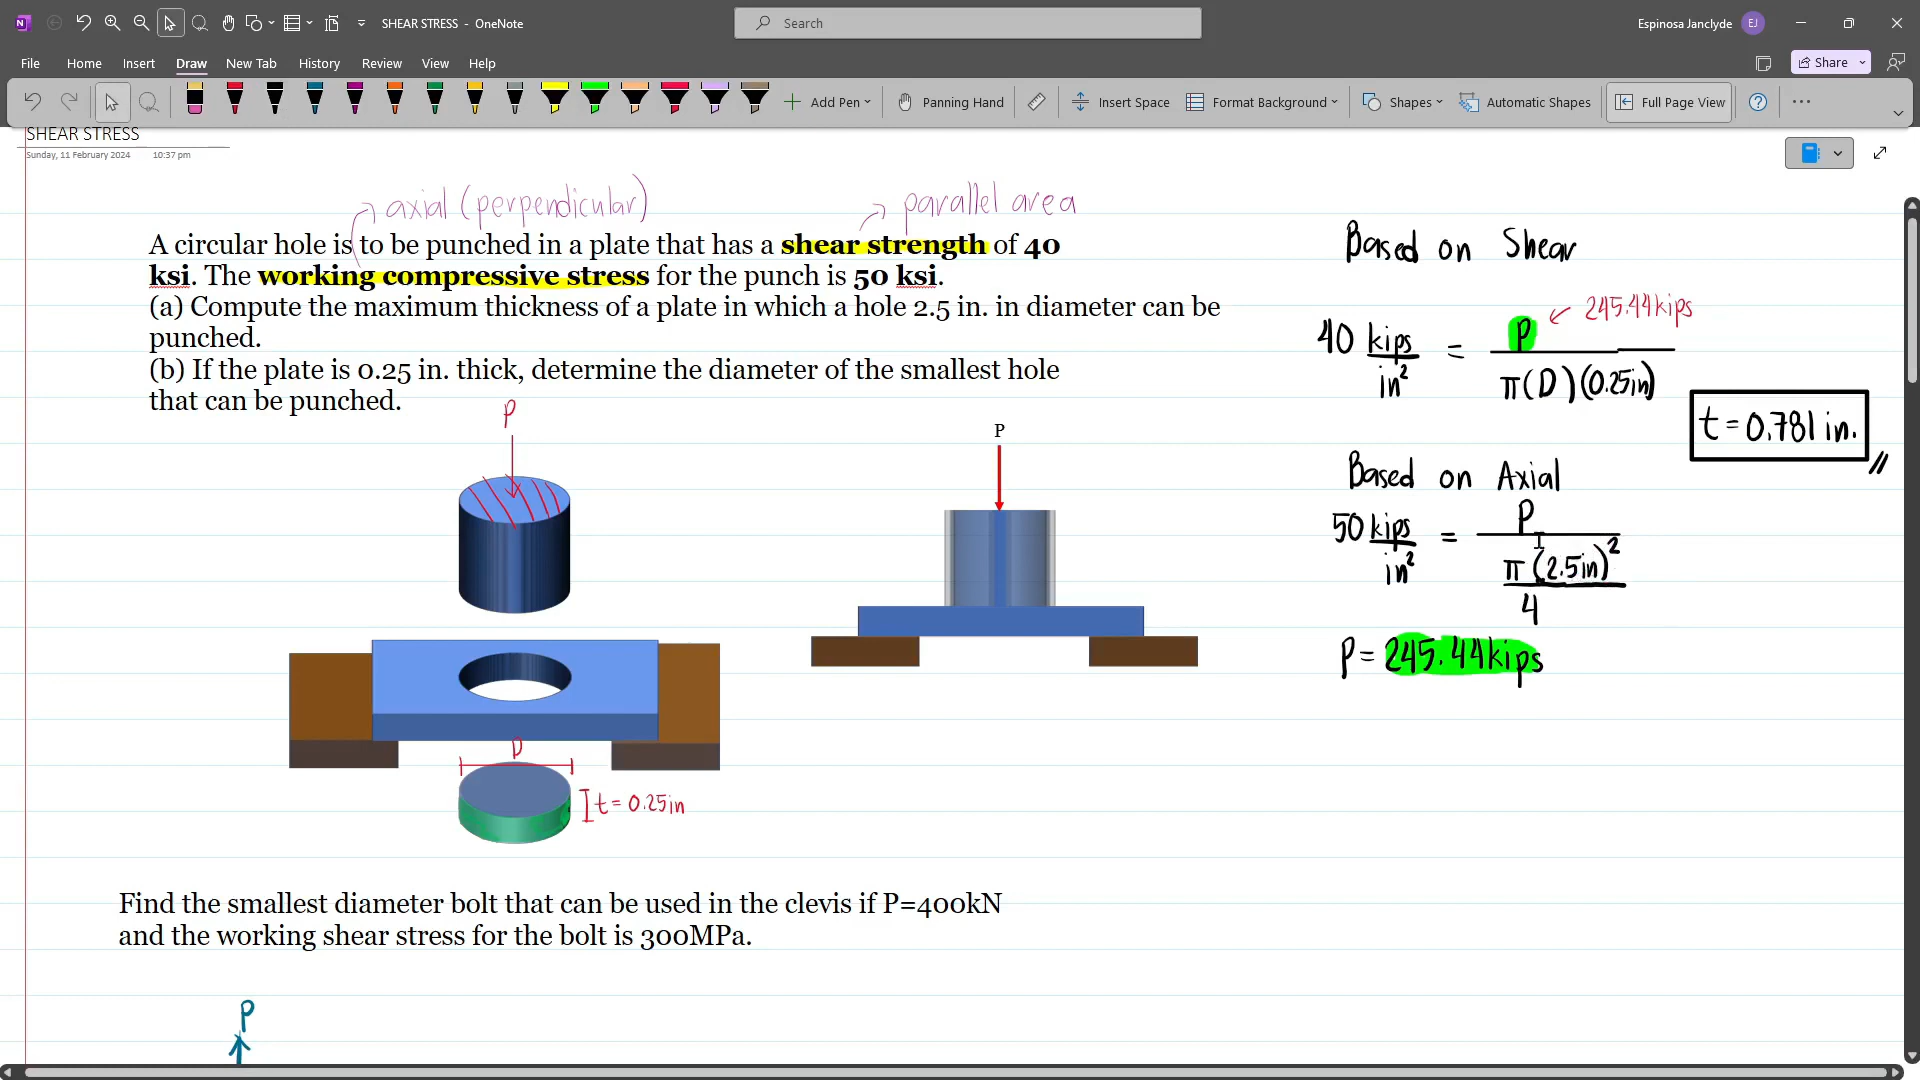 SHEAR STRESS - OneNote
Search
Espinosa Janclyde
EJ
File Home Insert Draw New Tab History Review View Help
Share
Add Pen
Panning Hand
Insert Space
Format Background
Shapes
Automatic Shapes
Full Page View
SHEAR STRESS
Sunday, 11 February 2024 10:37 pm
axial (perpendicular)
parallel area
A circular hole is to be punched in a plate that has a shear strength of 40
ksi. The working compressive stress for the punch is 50 ksi.
(a) Compute the maximum thickness of a plate in which a hole 2.5 in. in diameter can be
punched.
(b) If the plate is 0.25 in. thick, determine the diameter of the smallest hole
that can be punched.
P
P
D
t = 0.25in
Based on Shear
40 kips/in² = P / π(D)(0.25in)
245.44kips
t = 0.781 in.
Based on Axial
50 kips/in² = P / π(2.5in)²/4
P = 245.44kips
Find the smallest diameter bolt that can be used in the clevis if P=400kN
and the working shear stress for the bolt is 300MPa.
P